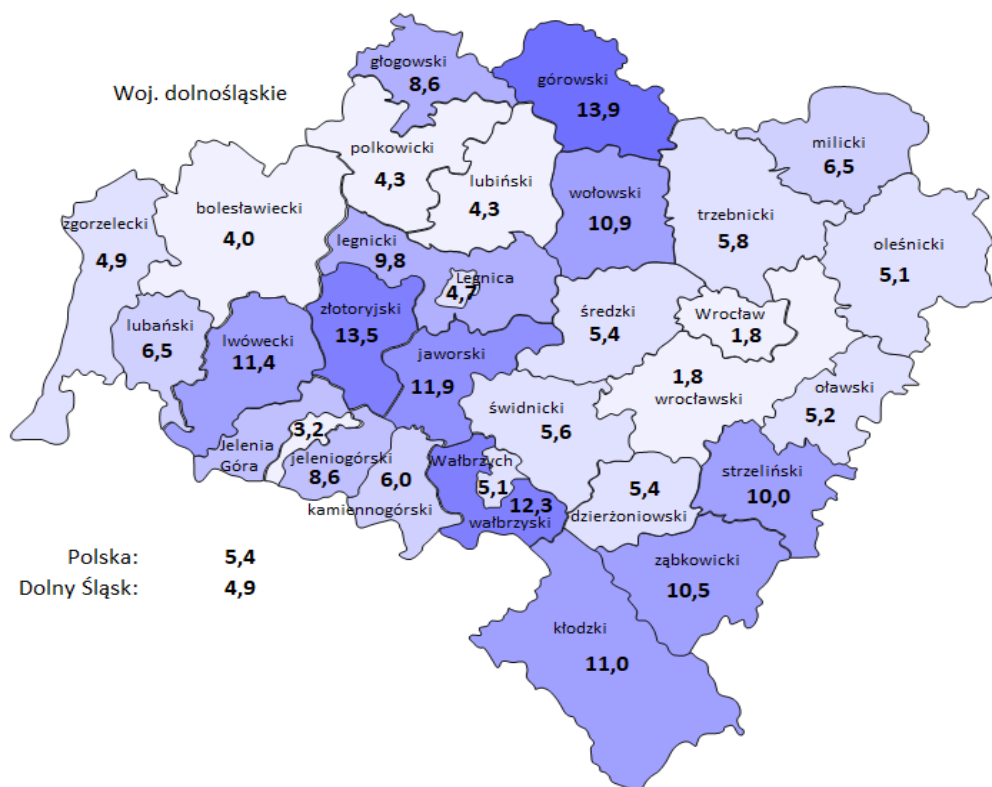 głogowski
8,6
górowski
13,9
Woj. dolnośląskie
milicki
6,5
polkowicki
4,3
lubiński
4,3
wołowski
10,9
trzebnicki
5,8
oleśnicki
5,1
zgorzelecki
4,9
bolesławiecki
4,0
legnicki
9,8
Legnica
4,7
złotoryjski
13,5
średzki
5,4
Wrocław
1,8
lubański
6,5
lwówecki
11,4
jaworski
11,9
1,8
wrocławski
oławski
5,2
świdnicki
5,6
3,2
Jelenia
Góra
jeleniogórski
8,6
6,0
kamiennogórski
Wałbrzych
5,1
12,3
wałbrzyski
5,4
dzierżoniowski
strzeliński
10,0
ząbkowicki
10,5
kłodzki
11,0
Polska: 5,4
Dolny Śląsk: 4,9